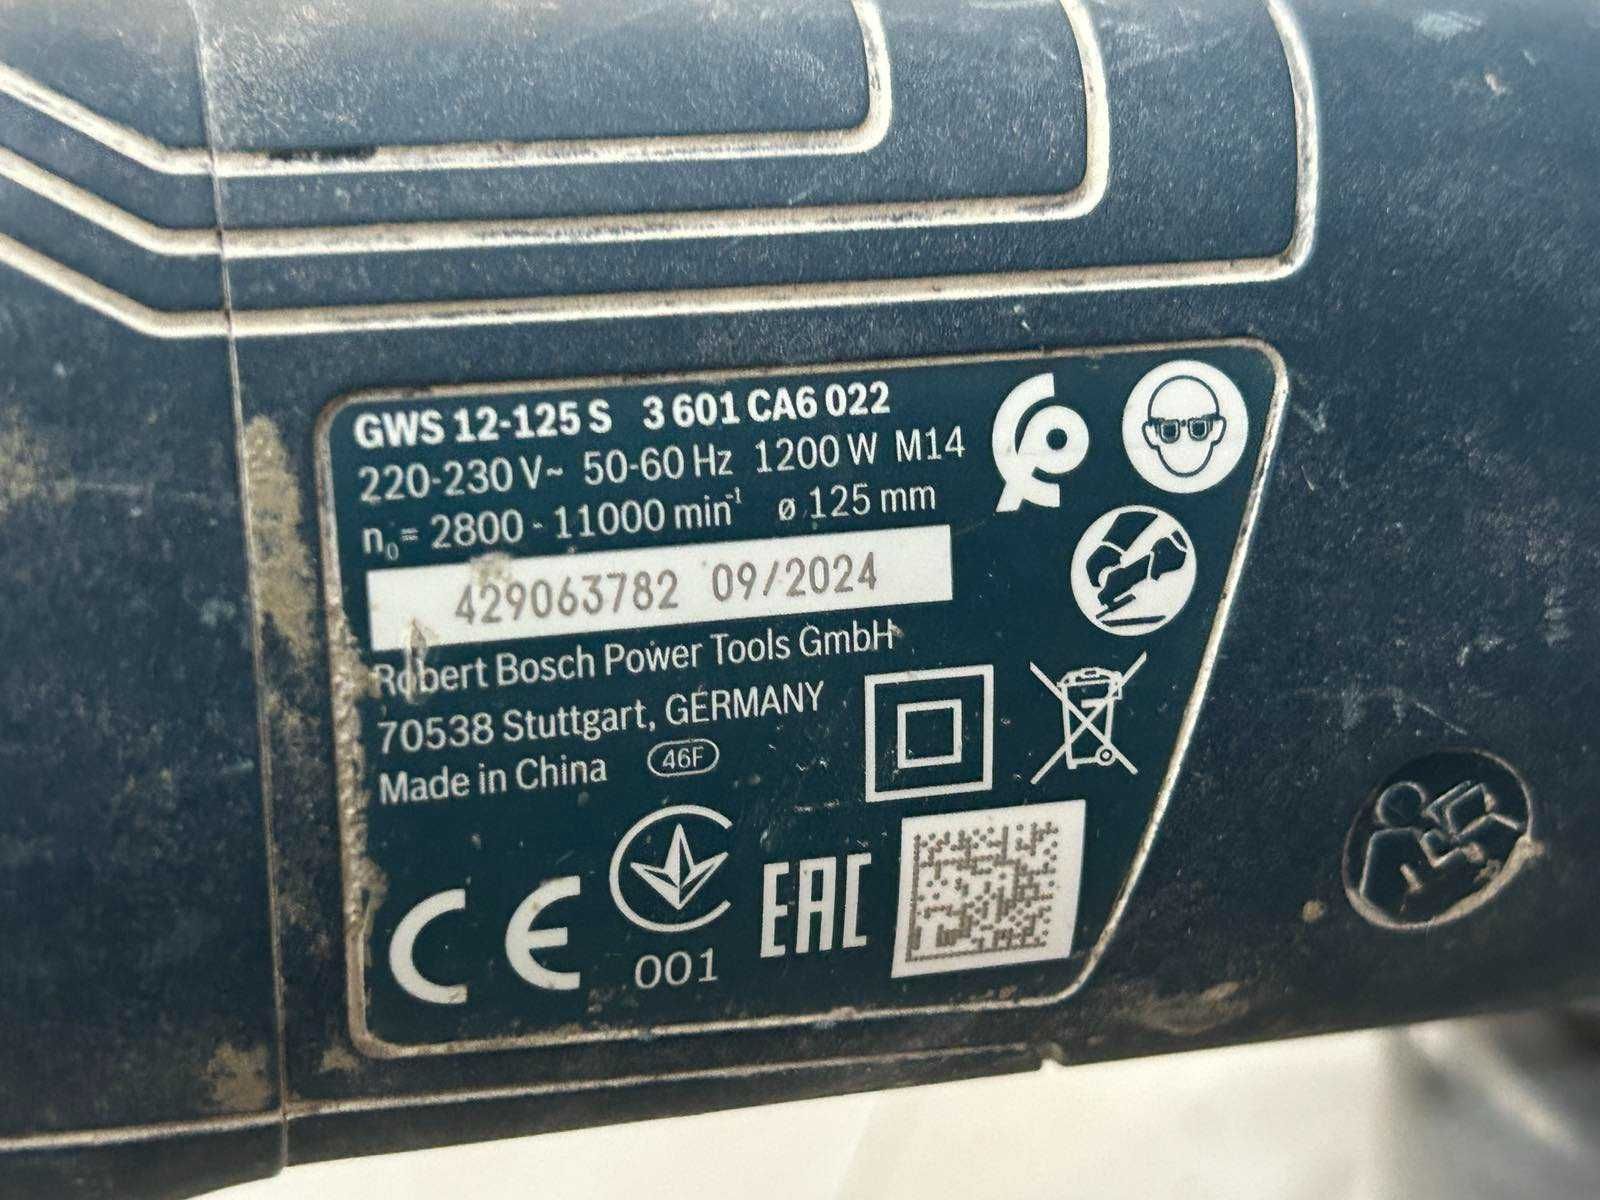 GWS 12-125 S 3 601 CA6 022
220-230 V~ 50-60 Hz 1200 W M14
n₀= 2800 - 11000 min⁻¹ ø 125 mm
429063782 09/2024
Robert Bosch Power Tools GmbH
70538 Stuttgart, GERMANY
Made in China 46F
CE
001
EAC